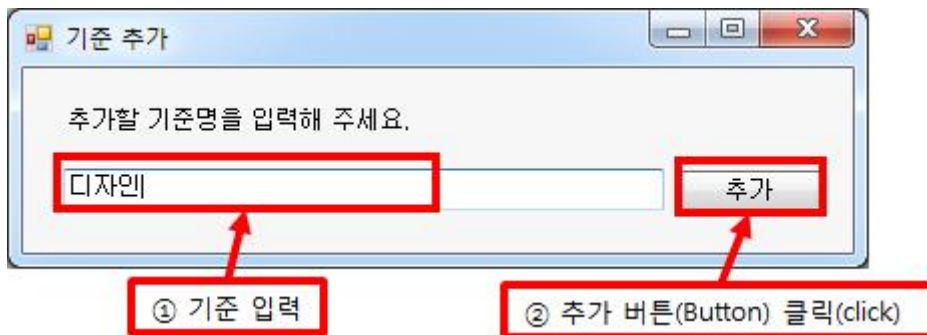 기준 추가
추가할 기준명을 입력해 주세요.
디자인
추가
① 기준 입력
② 추가 버튼(Button) 클릭(click)